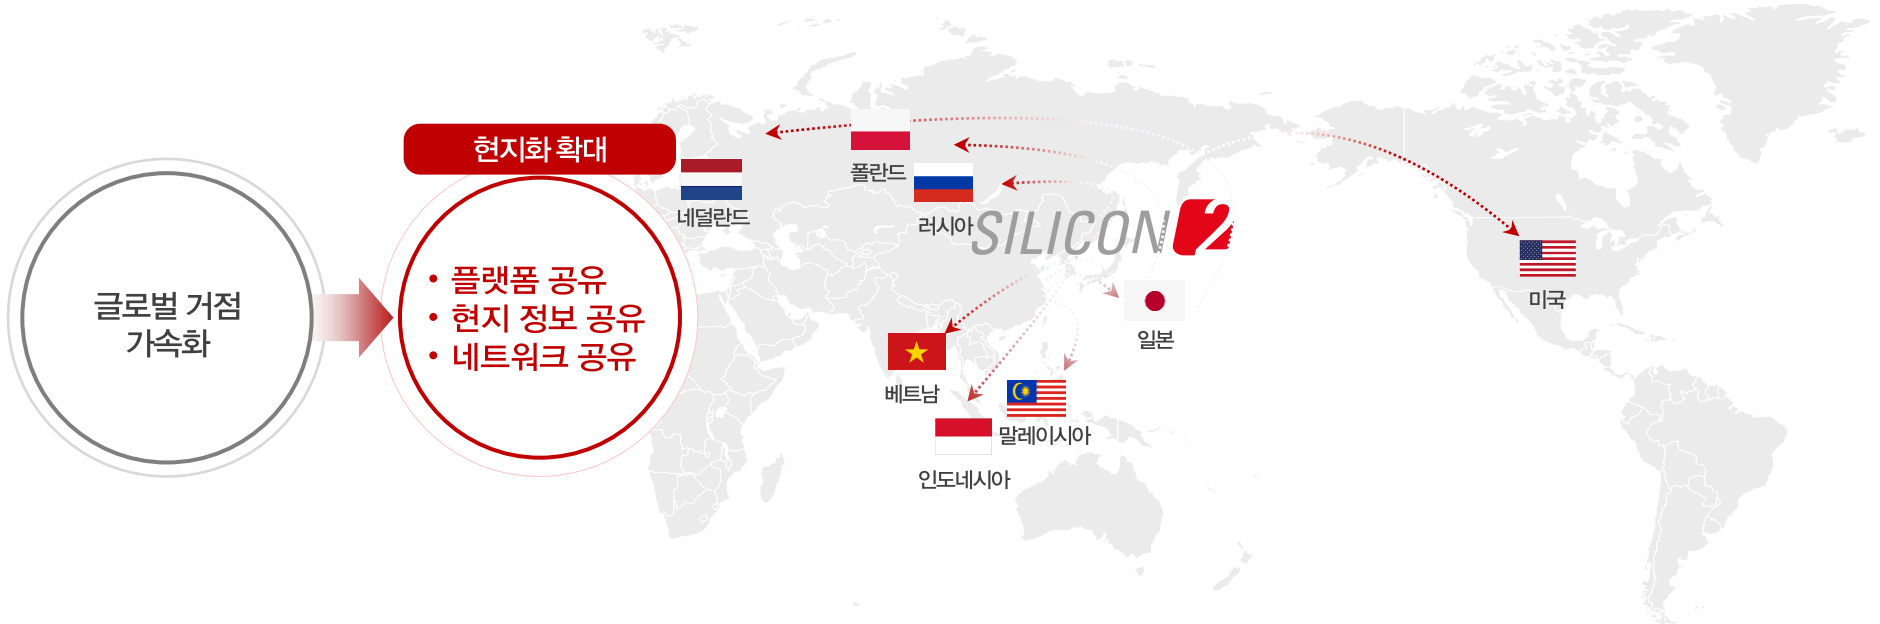 글로벌 거점
가속화
현지화 확대
• 플랫폼 공유
• 현지 정보 공유
• 네트워크 공유
네덜란드
폴란드
러시아
SILICON2
미국
일본
베트남
말레이시아
인도네시아